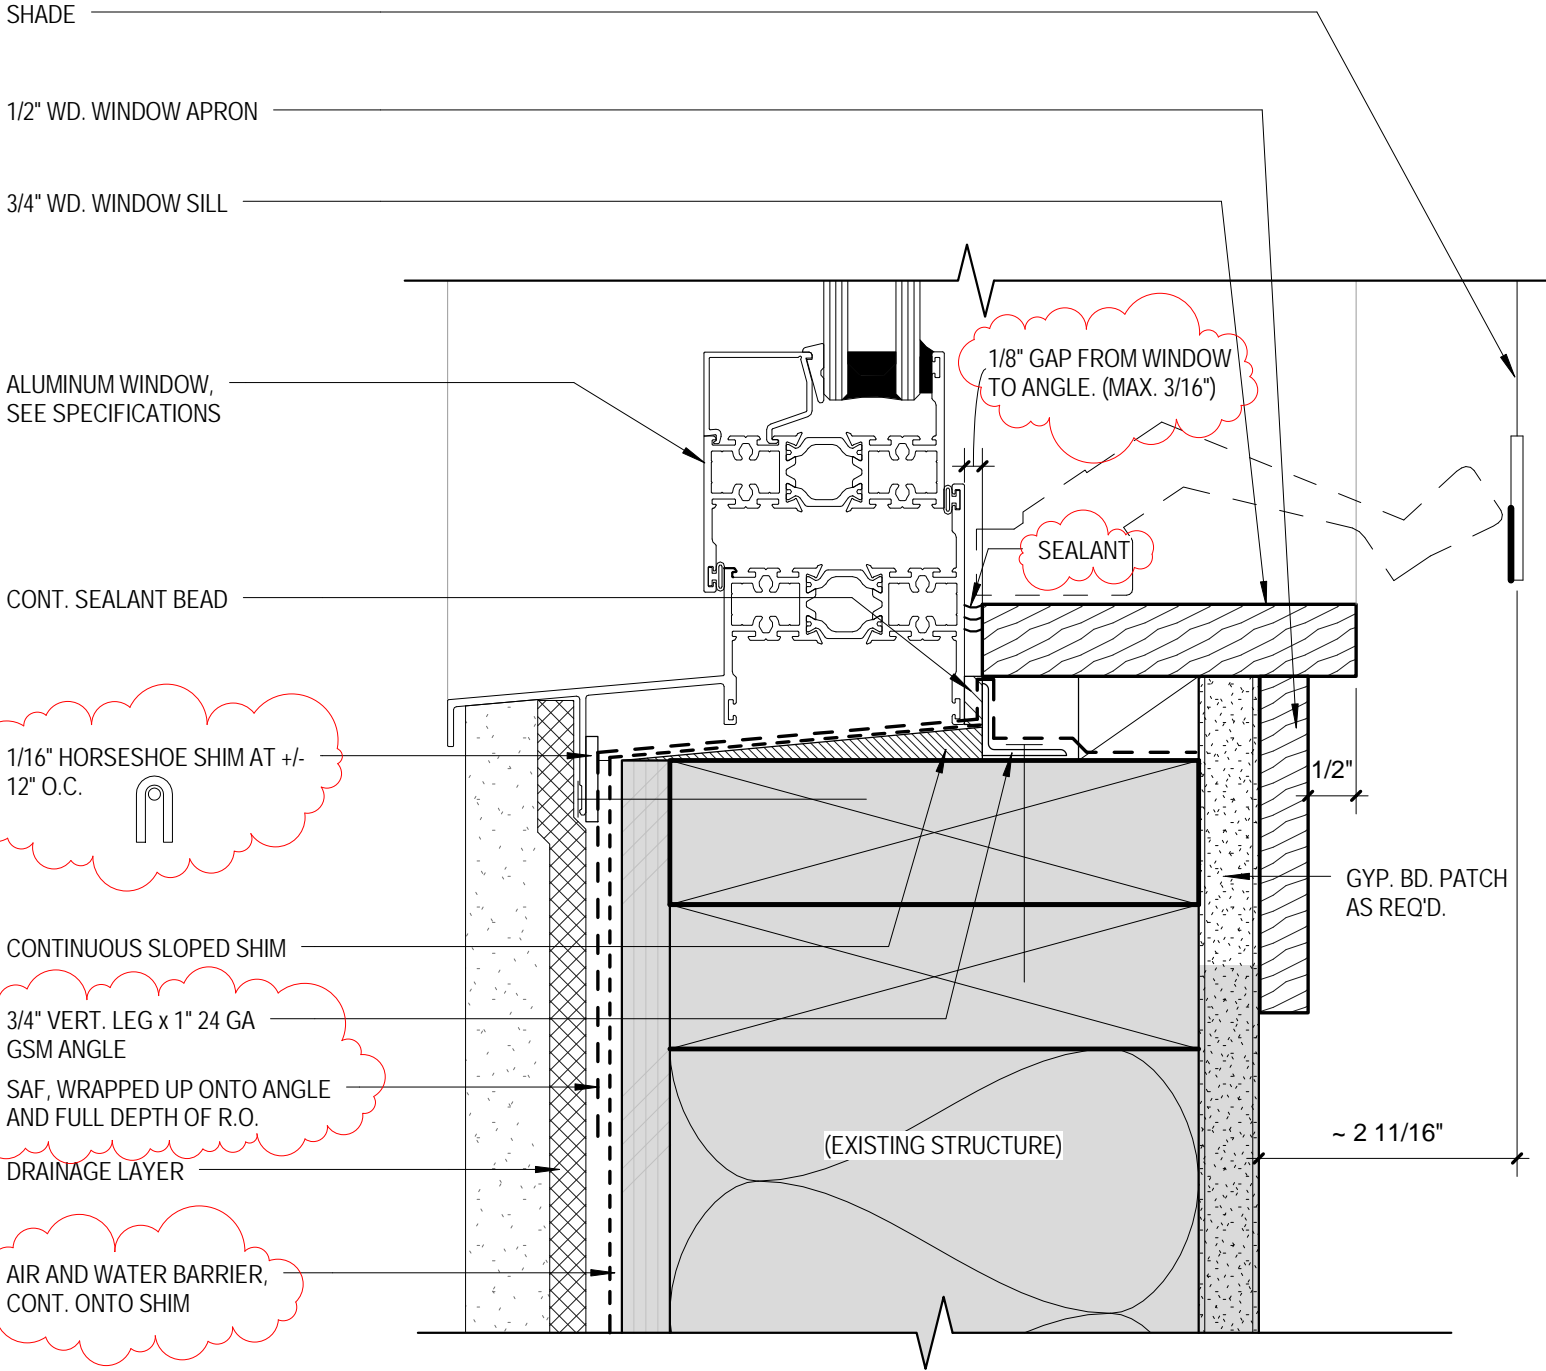 SHADE
1/2" WD. WINDOW APRON
3/4" WD. WINDOW SILL
ALUMINUM WINDOW,
SEE SPECIFICATIONS
1/8" GAP FROM WINDOW
TO ANGLE. (MAX. 3/16")
SEALANT
CONT. SEALANT BEAD
1/16" HORSESHOE SHIM AT +/-
12" O.C.
1/2"
GYP. BD. PATCH
AS REQ'D.
CONTINUOUS SLOPED SHIM
3/4" VERT. LEG x 1" 24 GA
GSM ANGLE
SAF, WRAPPED UP ONTO ANGLE
AND FULL DEPTH OF R.O.
(EXISTING STRUCTURE)
~ 2 11/16"
DRAINAGE LAYER
AIR AND WATER BARRIER,
CONT. ONTO SHIM